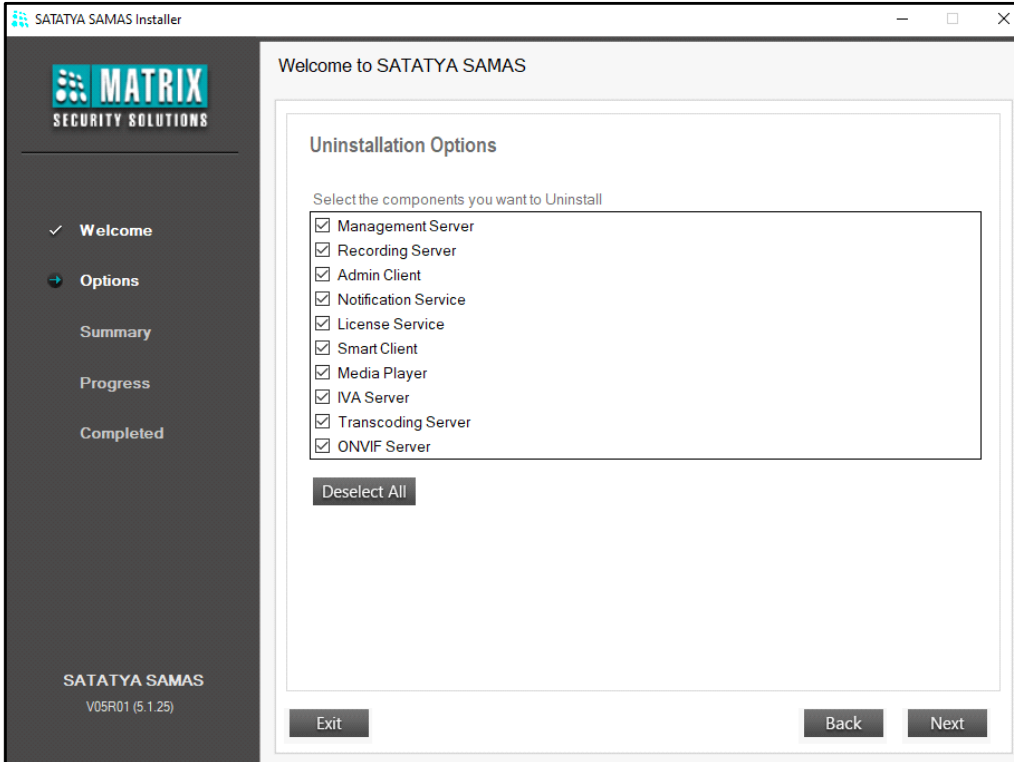 SATATYA SAMAS Installer
MATRIX
SECURITY SOLUTIONS
Welcome
Options
Summary
Progress
Completed
SATATYA SAMAS
V05R01 (5.1.25)
Welcome to SATATYA SAMAS
Uninstallation Options
Select the components you want to Uninstall
Management Server
Recording Server
Admin Client
Notification Service
License Service
Smart Client
Media Player
IVA Server
Transcoding Server
ONVIF Server
Deselect All
Exit
Back
Next